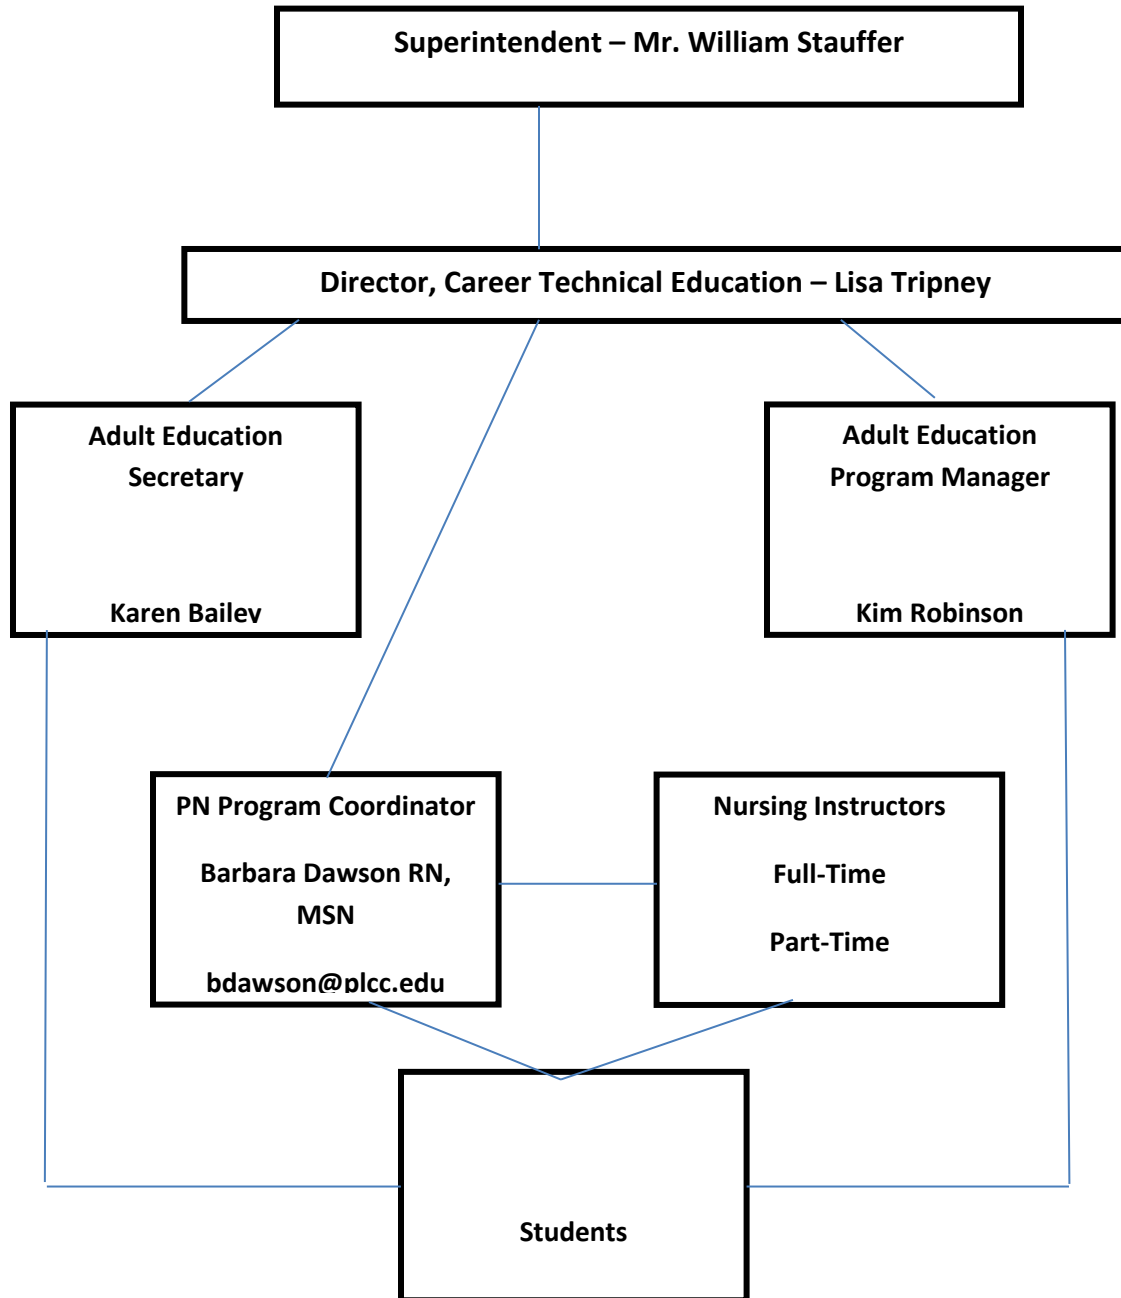 Superintendent – Mr. William Stauffer
Director, Career Technical Education – Lisa Tripney
Adult Education
Secretary
Karen Bailey
Adult Education
Program Manager
Kim Robinson
PN Program Coordinator
Barbara Dawson RN,
MSN
bdawson@plcc.edu
Nursing Instructors
Full-Time
Part-Time
Students